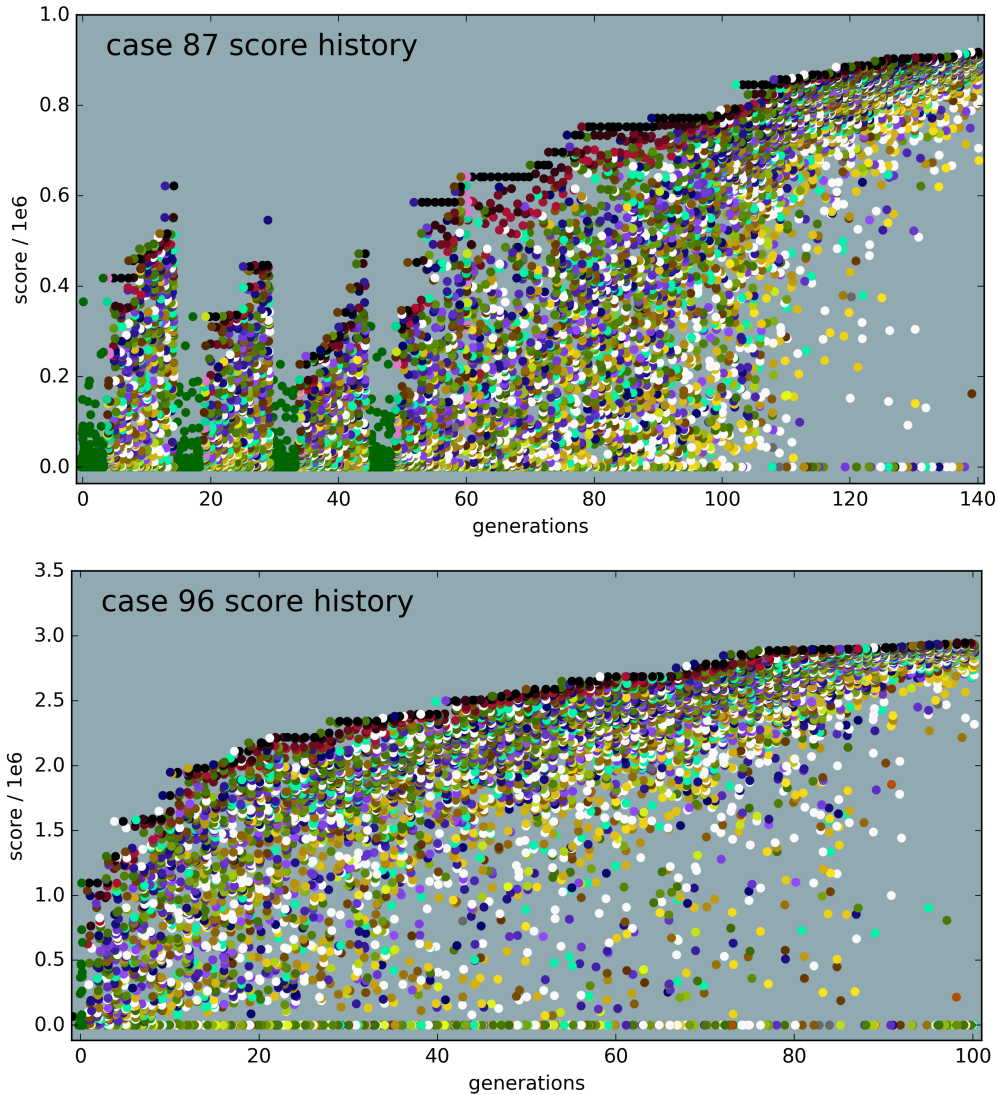 case 87 score history
score / 1e6
1.0
0.8
0.6
0.4
0.2
0.0
0 20 40 60 80 100 120 140
generations
case 96 score history
score / 1e6
3.5
3.0
2.5
2.0
1.5
1.0
0.5
0.0
0 20 40 60 80 100
generations